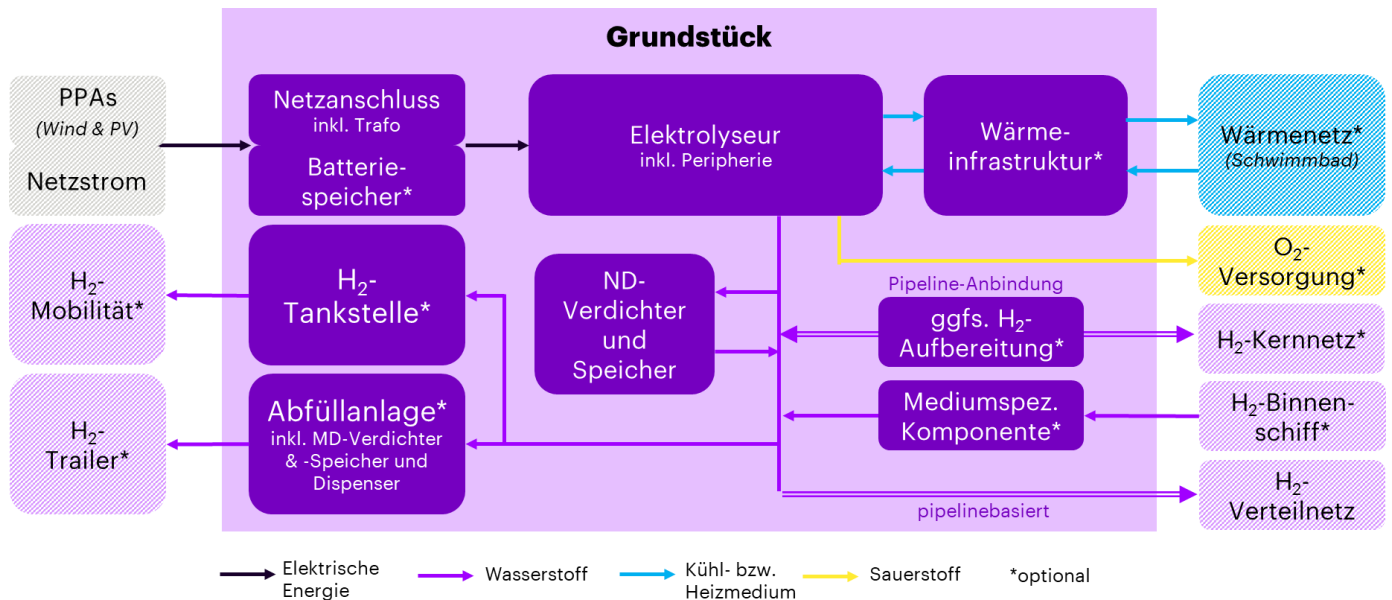 Grundstück
PPAs
(Wind & PV)
Netzstrom
Netzanschluss
inkl. Trafo
Batterie-
speicher*
Elektrolyseur
inkl. Peripherie
Wärme-
infrastruktur*
Wärmenetz*
(Schwimmbad)
H₂-
Mobilität*
H₂-
Tankstelle*
ND-
Verdichter
und
Speicher
O₂-
Versorgung*
Pipeline-Anbindung
ggfs. H₂-
Aufbereitung*
H₂-Kernnetz*
H₂-
Trailer*
Abfüllanlage*
inkl. MD-Verdichter
& -Speicher und
Dispenser
Mediumspez.
Komponente*
H₂-Binnen-
schiff*
pipelinebasiert
H₂-
Verteilnetz
Elektrische
Energie
Wasserstoff
Kühl- bzw.
Heizmedium
Sauerstoff
*optional